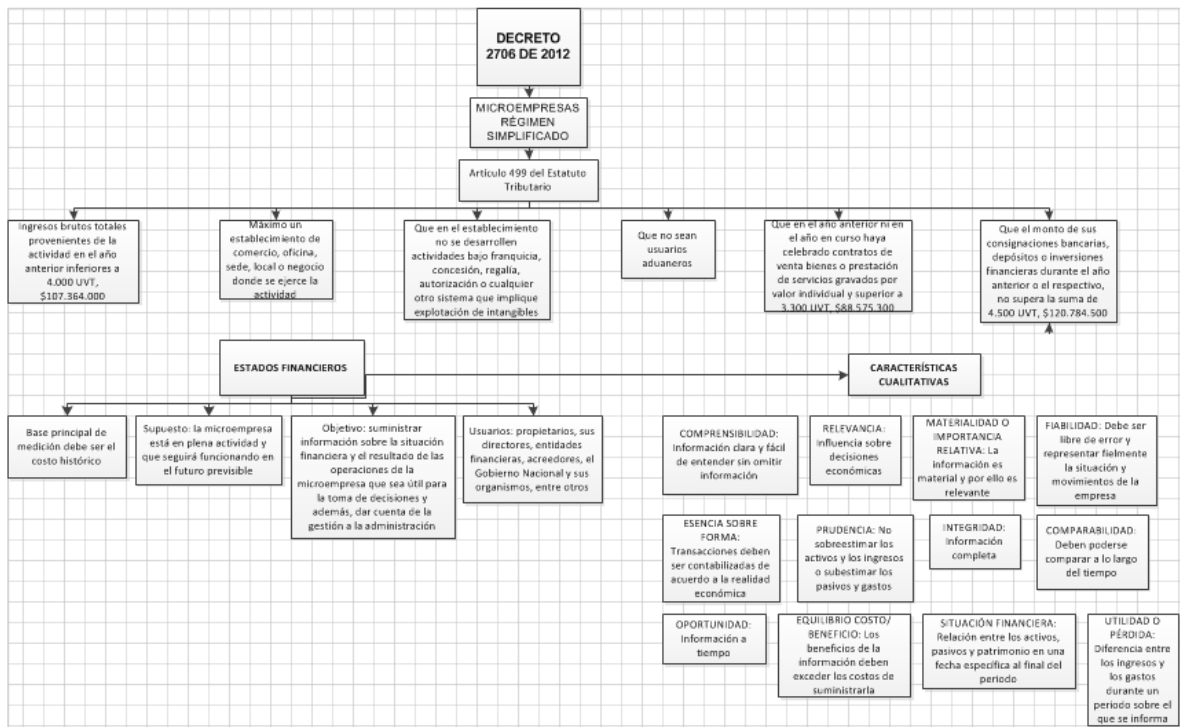 DECRETO
2706 DE 2012
MICROEMPRESAS
RÉGIMEN
SIMPLIFICADO
Artículo 499 del Estatuto
Tributario
Ingresos brutos totales
provenientes de la
actividad en el año
anterior inferiores a
4.000 UVT,
$107.364.000
Máximo un
establecimiento de
comercio, oficina,
sede, local o negocio
donde se ejerce la
actividad
Que en el establecimiento
no se desarrollen
actividades bajo franquicia,
concesión, regalía,
autorización o cualquier
otro sistema que implique
explotación de intangibles
Que no sean
usuarios
aduaneros
Que en el año anterior ni en
el año en curso haya
celebrado contratos de
venta bienes o prestación
de servicios gravados por
valor individual y superior a
3.300 UVT, $88.575.300
Que el monto de sus
consignaciones bancarias,
depósitos o inversiones
financieras durante el año
anterior o el respectivo,
no supera la suma de
4.500 UVT, $120.784.500
ESTADOS FINANCIEROS
CARACTERÍSTICAS
CUALITATIVAS
Base principal de
medición debe ser el
costo histórico
Supuesto: la microempresa
está en plena actividad y
que seguirá funcionando en
el futuro previsible
Objetivo: suministrar
información sobre la situación
financiera y el resultado de las
operaciones de la
microempresa que sea útil para
la toma de decisiones y
además, dar cuenta de la
gestión a la administración
Usuarios: propietarios, sus
directores, entidades
financieras, acreedores, el
Gobierno Nacional y sus
organismos, entre otros
COMPRENSIBILIDAD:
Información clara y fácil
de entender sin omitir
información
RELEVANCIA:
Influencia sobre
decisiones
económicas
MATERIALIDAD O
IMPORTANCIA
RELATIVA: La
información es
material y por ello es
relevante
FIABILIDAD: Debe ser
libre de error y
representar fielmente
la situación y
movimientos de la
empresa
ESENCIA SOBRE
FORMA:
Transacciones deben
ser contabilizadas de
acuerdo a la realidad
económica
PRUDENCIA: No
sobreestimar los
activos y los ingresos
o subestimar los
pasivos y gastos
INTEGRIDAD:
Información
completa
COMPARABILIDAD:
Deben poderse
comparar a lo largo
del tiempo
OPORTUNIDAD:
Información a
tiempo
EQUILIBRIO COSTO/
BENEFICIO: Los
beneficios de la
información deben
exceder los costos de
suministrarla
SITUACIÓN FINANCIERA:
Relación entre los activos,
pasivos y patrimonio en una
fecha específica al final del
periodo
UTILIDAD O
PÉRDIDA:
Diferencia entre
los ingresos y
los gastos
durante un
periodo sobre el
que se informa